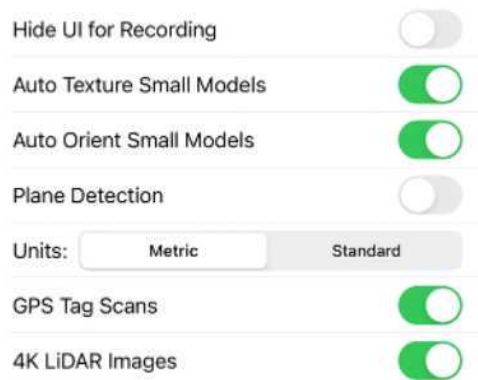 Hide UI for Recording
Auto Texture Small Models
Auto Orient Small Models
Plane Detection
Units: Metric Standard
GPS Tag Scans
4K LiDAR Images